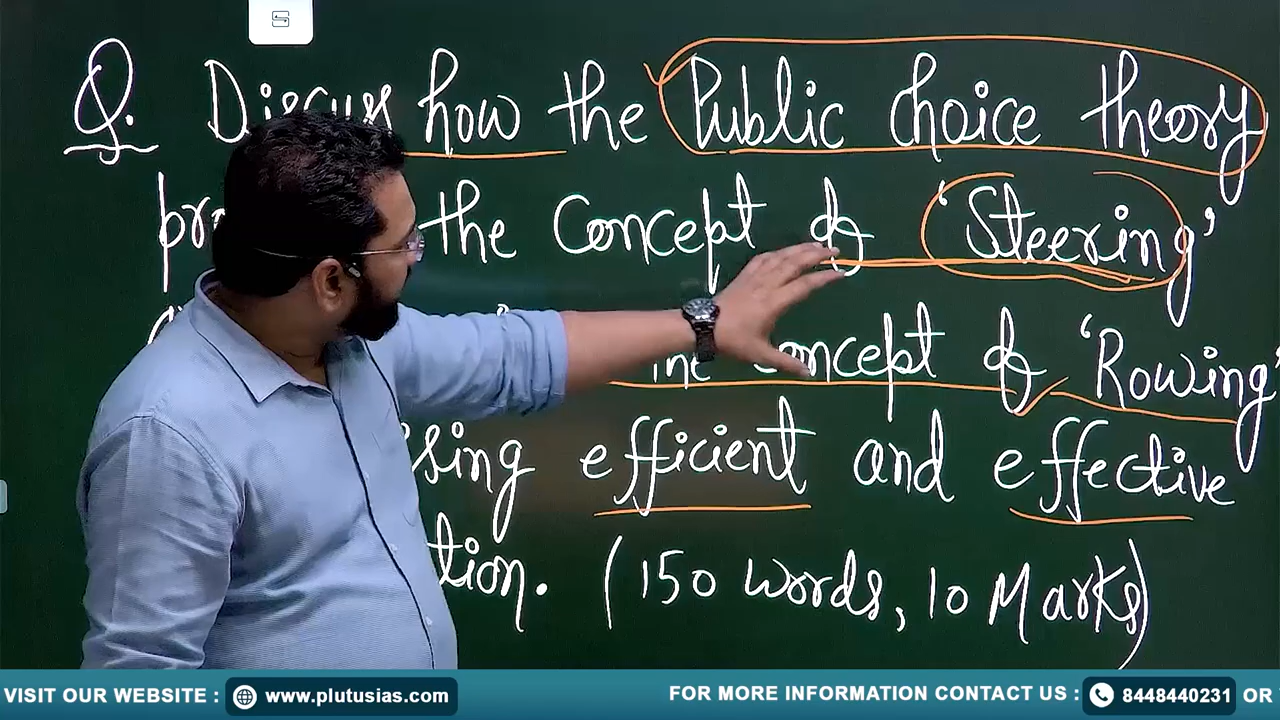 Q. Discuss how the Public choice theory
the Concept of 'Steering'
the concept of 'Rowing'
efficient and effective
(150 words, 10 Marks)
VISIT OUR WEBSITE : www.plutusias.com FOR MORE INFORMATION CONTACT US : 8448440231 OR